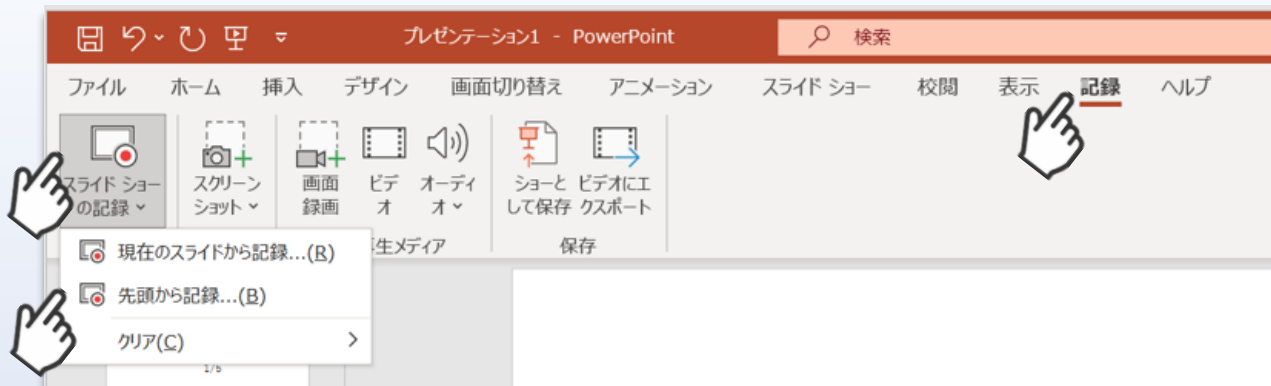 プレゼンテーション1 - PowerPoint
検索
ファイル ホーム 挿入 デザイン 画面切り替え アニメーション スライド ショー 校閲 表示 記録 ヘルプ
スライド ショー
の記録
スクリーン
ショット
画面
録画
ビデ
オ
オーディ
オ
ショーと
して保存
ビデオにエ
クスポート
生メディア
保存
現在のスライドから記録...(R)
先頭から記録...(B)
クリア(C)